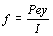 f = Pey / I